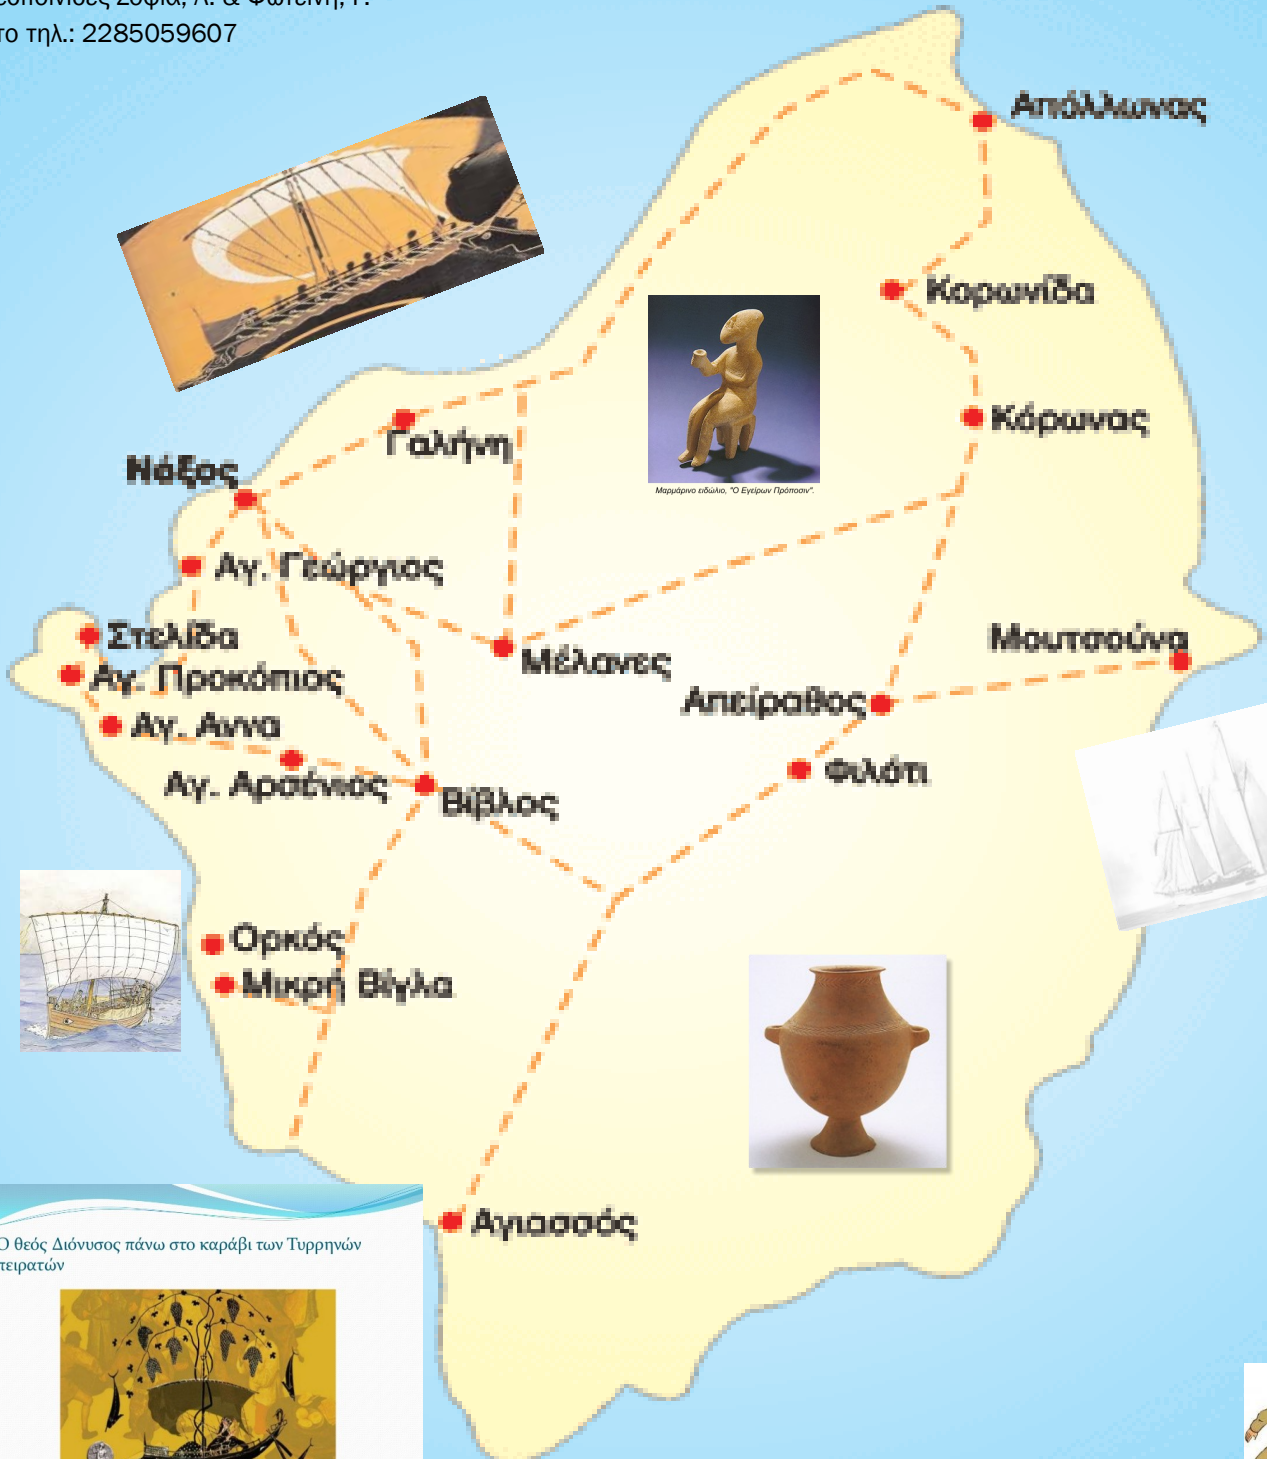 το τηλ.: 2285059607
Απόλλωνας
Κορωνίδα
Κόρωνας
Μαρμάρινο ειδώλιο, "Ο Εγείρων Πρόποσιν".
Γαλήνη
Νάξος
Αγ. Γεώργιος
Στελίδα
Μουτσούνα
Μέλανες
Αγ. Προκόπιος
Απείραθος
Αγ. Αννα
Φιλότι
Αγ. Αρσένιος
Βίβλος
Ορκός
Μικρή Βίγλα
Αγιασσός
Ο θεός Διόνυσος πάνω στο καράβι των Τυρρηνών
πειρατών